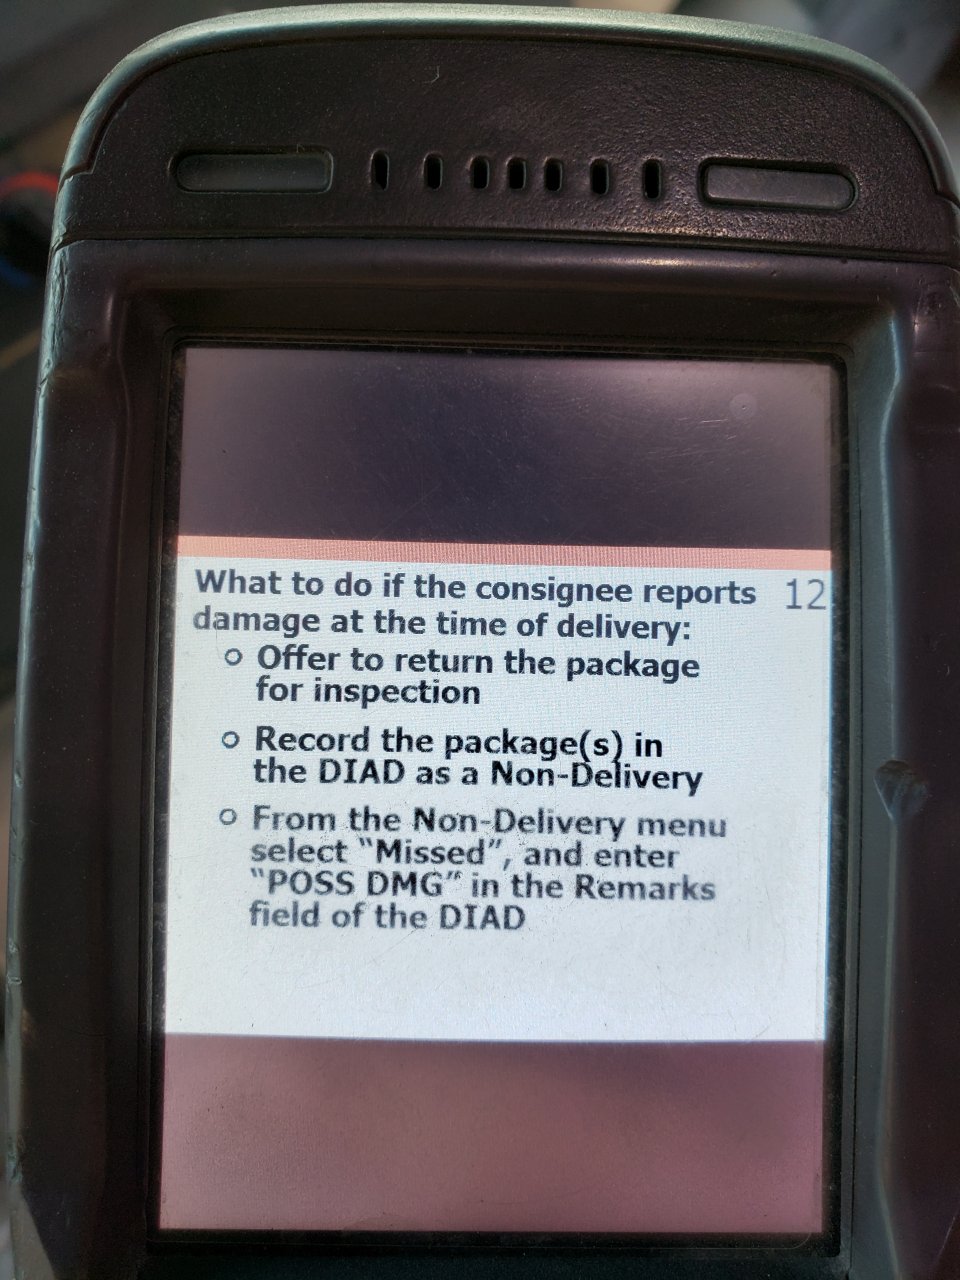 What to do if the consignee reports 12
damage at the time of delivery:
○ Offer to return the package
for inspection
○ Record the package(s) in
the DIAD as a Non-Delivery
○ From the Non-Delivery menu
select “Missed”, and enter
“POSS DMG” in the Remarks
field of the DIAD